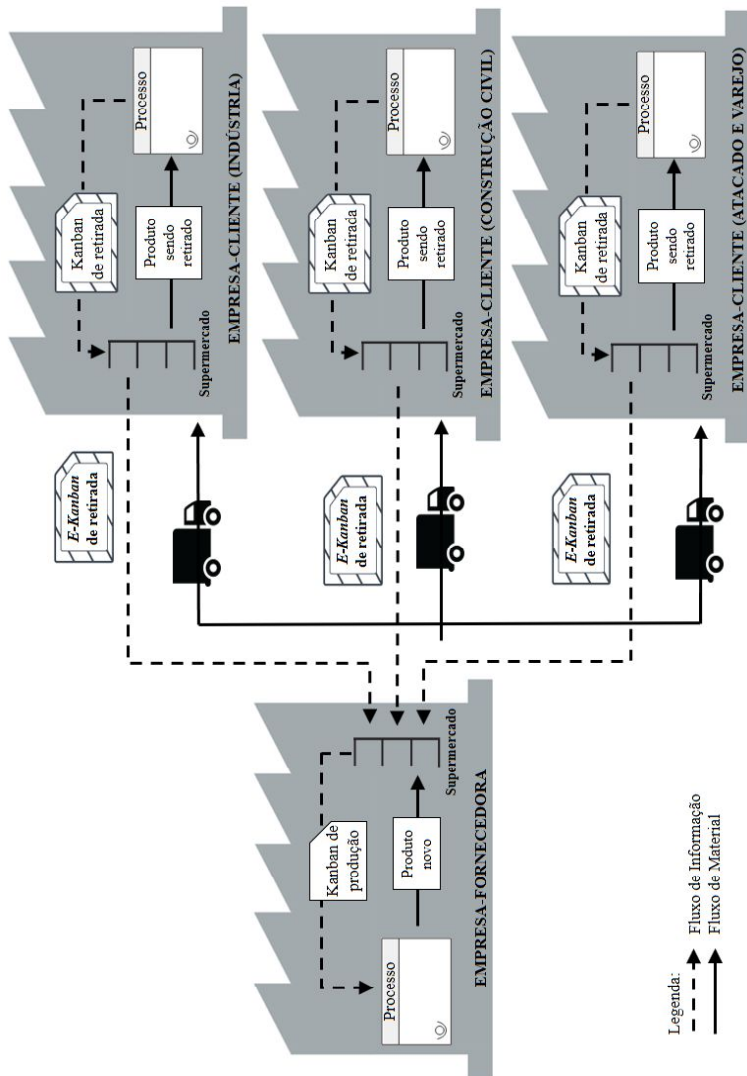 Processo
Kanban de
produção
Produto
novo
Supermercado
EMPRESA-FORNECEDORA
E-Kanban
de retirada
Kanban
de retirada
Processo
Produto
sendo
retirado
Supermercado
EMPRESA-CLIENTE (INDÚSTRIA)
E-Kanban
de retirada
Kanban
de retirada
Processo
Produto
sendo
retirado
Supermercado
EMPRESA-CLIENTE (CONSTRUÇÃO CIVIL)
E-Kanban
de retirada
Kanban
de retirada
Processo
Produto
sendo
retirado
Supermercado
EMPRESA-CLIENTE (ATACADO E VAREJO)
Legenda:
Fluxo de Informação
Fluxo de Material